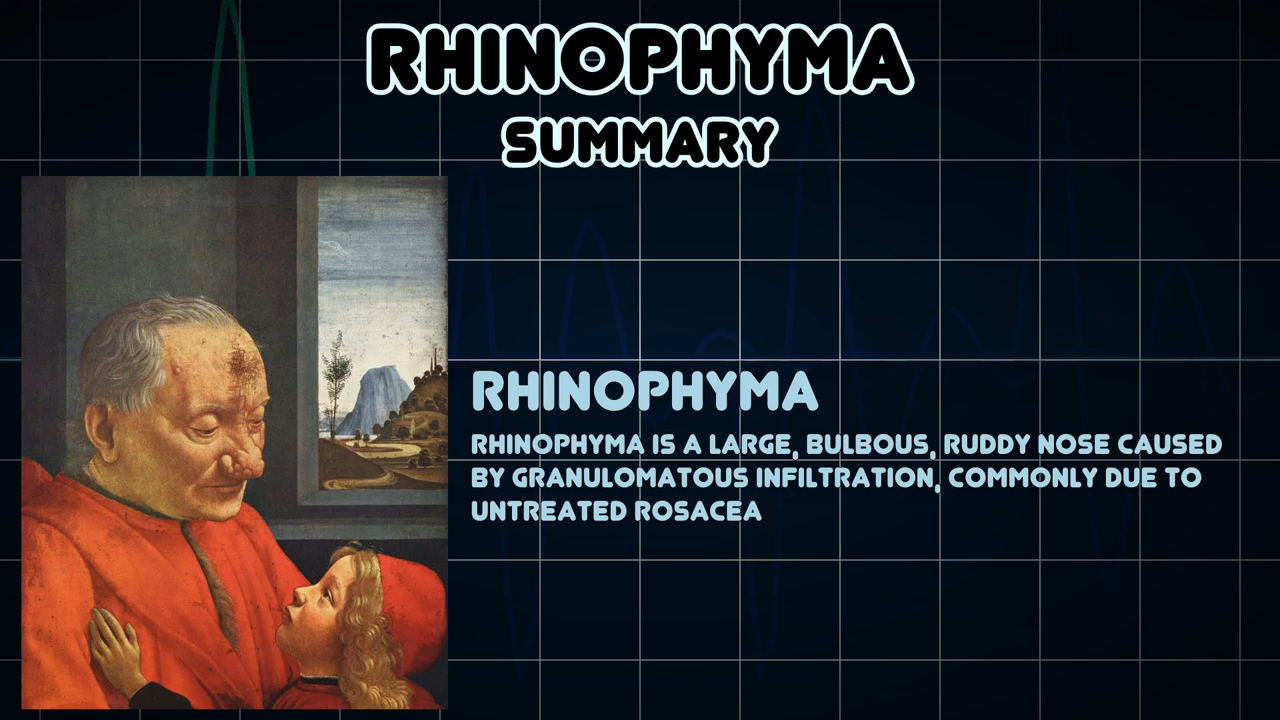 RHINOPHYMA
SUMMARY
RHINOPHYMA
RHINOPHYMA IS A LARGE, BULBOUS, RUDDY NOSE CAUSED
BY GRANULOMATOUS INFILTRATION, COMMONLY DUE TO
UNTREATED ROSACEA